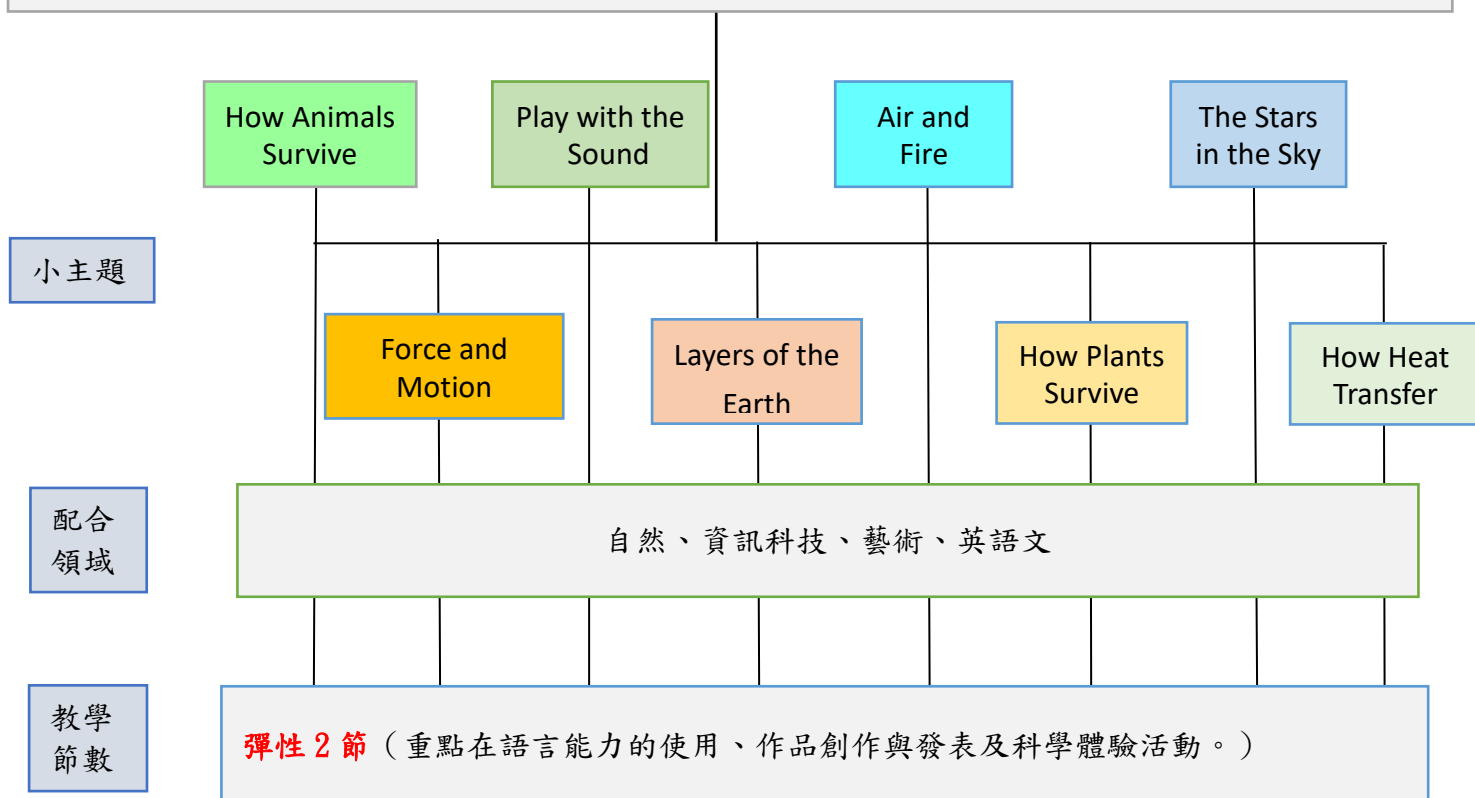 How Animals
Survive
Play with the
Sound
Air and
Fire
The Stars
in the Sky
小主題
Force and
Motion
Layers of the
Earth
How Plants
Survive
How Heat
Transfer
配合
領域
自然、資訊科技、藝術、英語文
教學
節數
彈性 2 節（重點在語言能力的使用、作品創作與發表及科學體驗活動。）